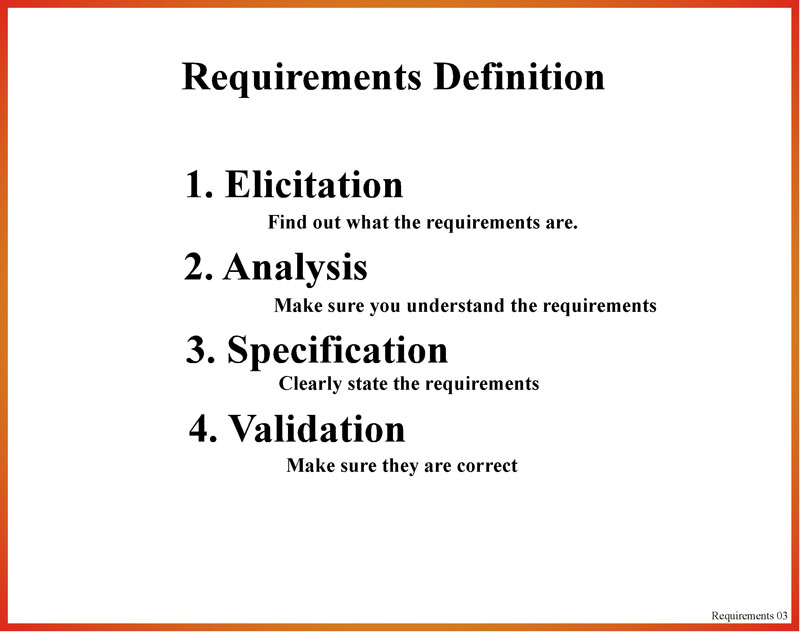 Requirements Definition
1. Elicitation
Find out what the requirements are.
2. Analysis
Make sure you understand the requirements
3. Specification
Clearly state the requirements
4. Validation
Make sure they are correct
Requirements 03